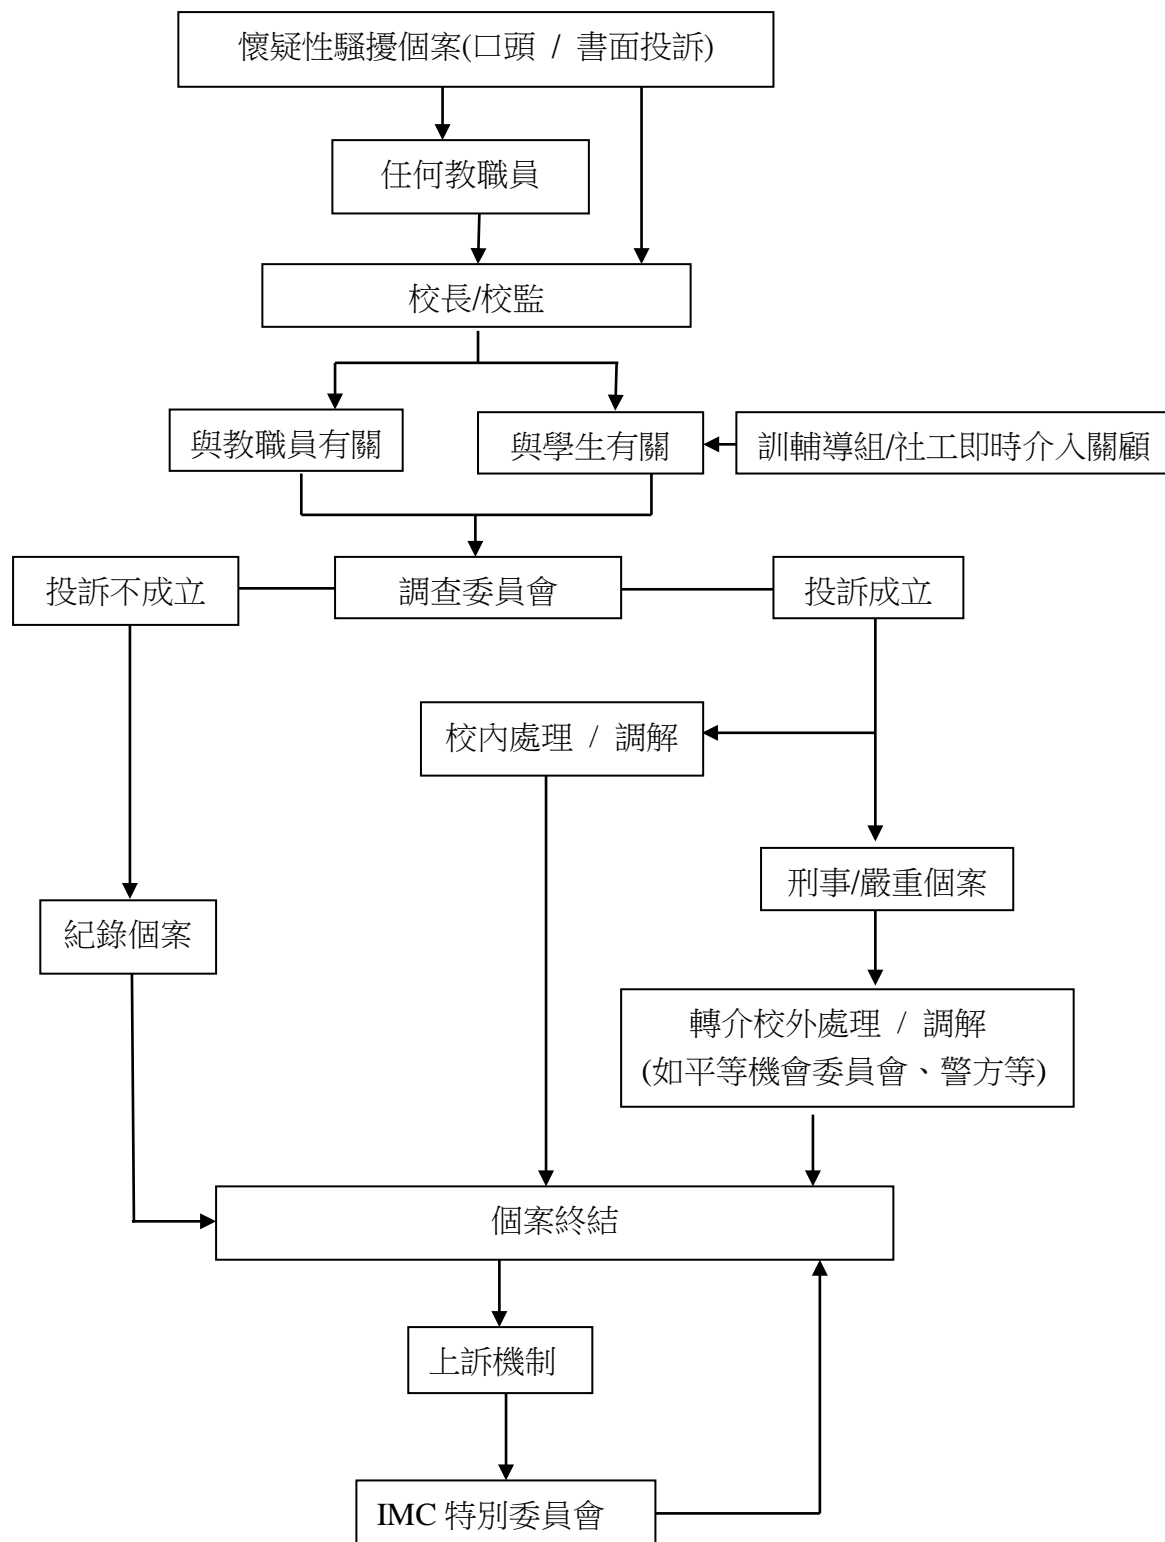 懷疑性騷擾個案(口頭 / 書面投訴)
任何教職員
校長/校監
與教職員有關
與學生有關
訓輔導組/社工即時介入關顧
投訴不成立
調查委員會
投訴成立
校內處理 / 調解
刑事/嚴重個案
紀錄個案
轉介校外處理 / 調解
(如平等機會委員會、警方等)
個案終結
上訴機制
IMC 特別委員會